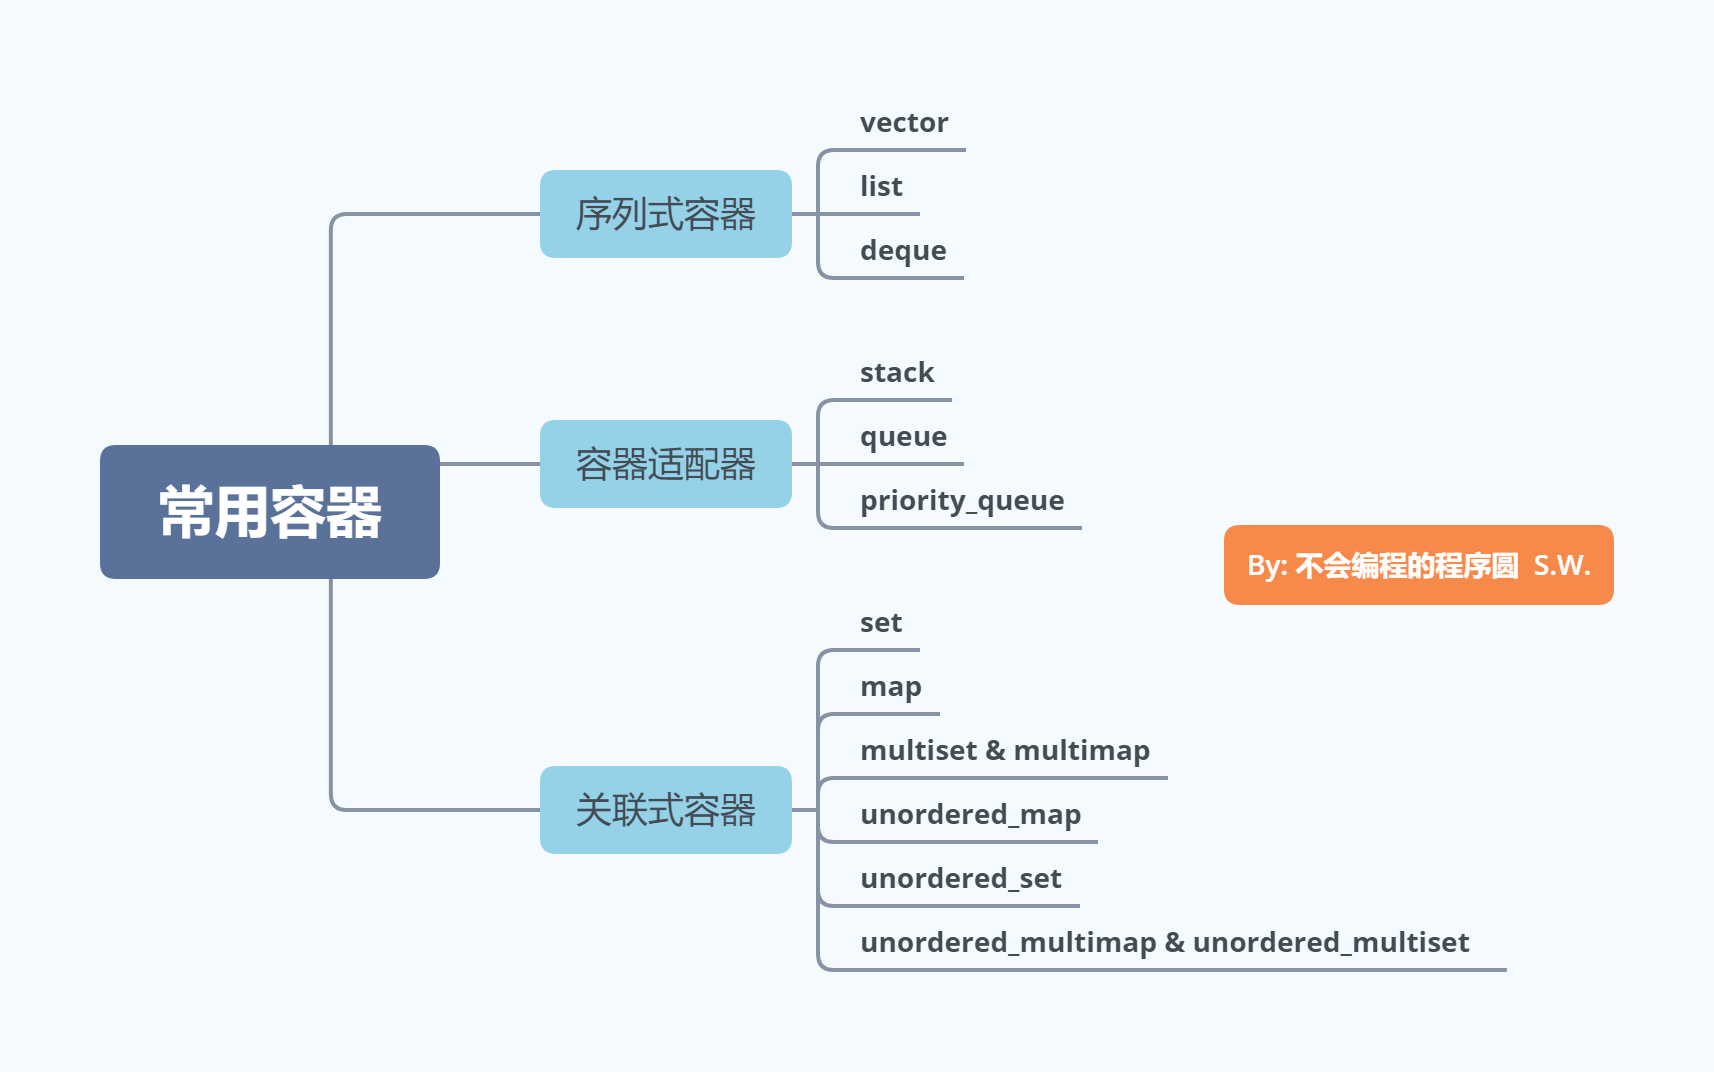 常用容器
序列式容器
vector
list
deque
容器适配器
stack
queue
priority_queue
关联式容器
set
map
multiset & multimap
unordered_map
unordered_set
unordered_multimap & unordered_multiset
By: 不会编程的程序圆  S.W.